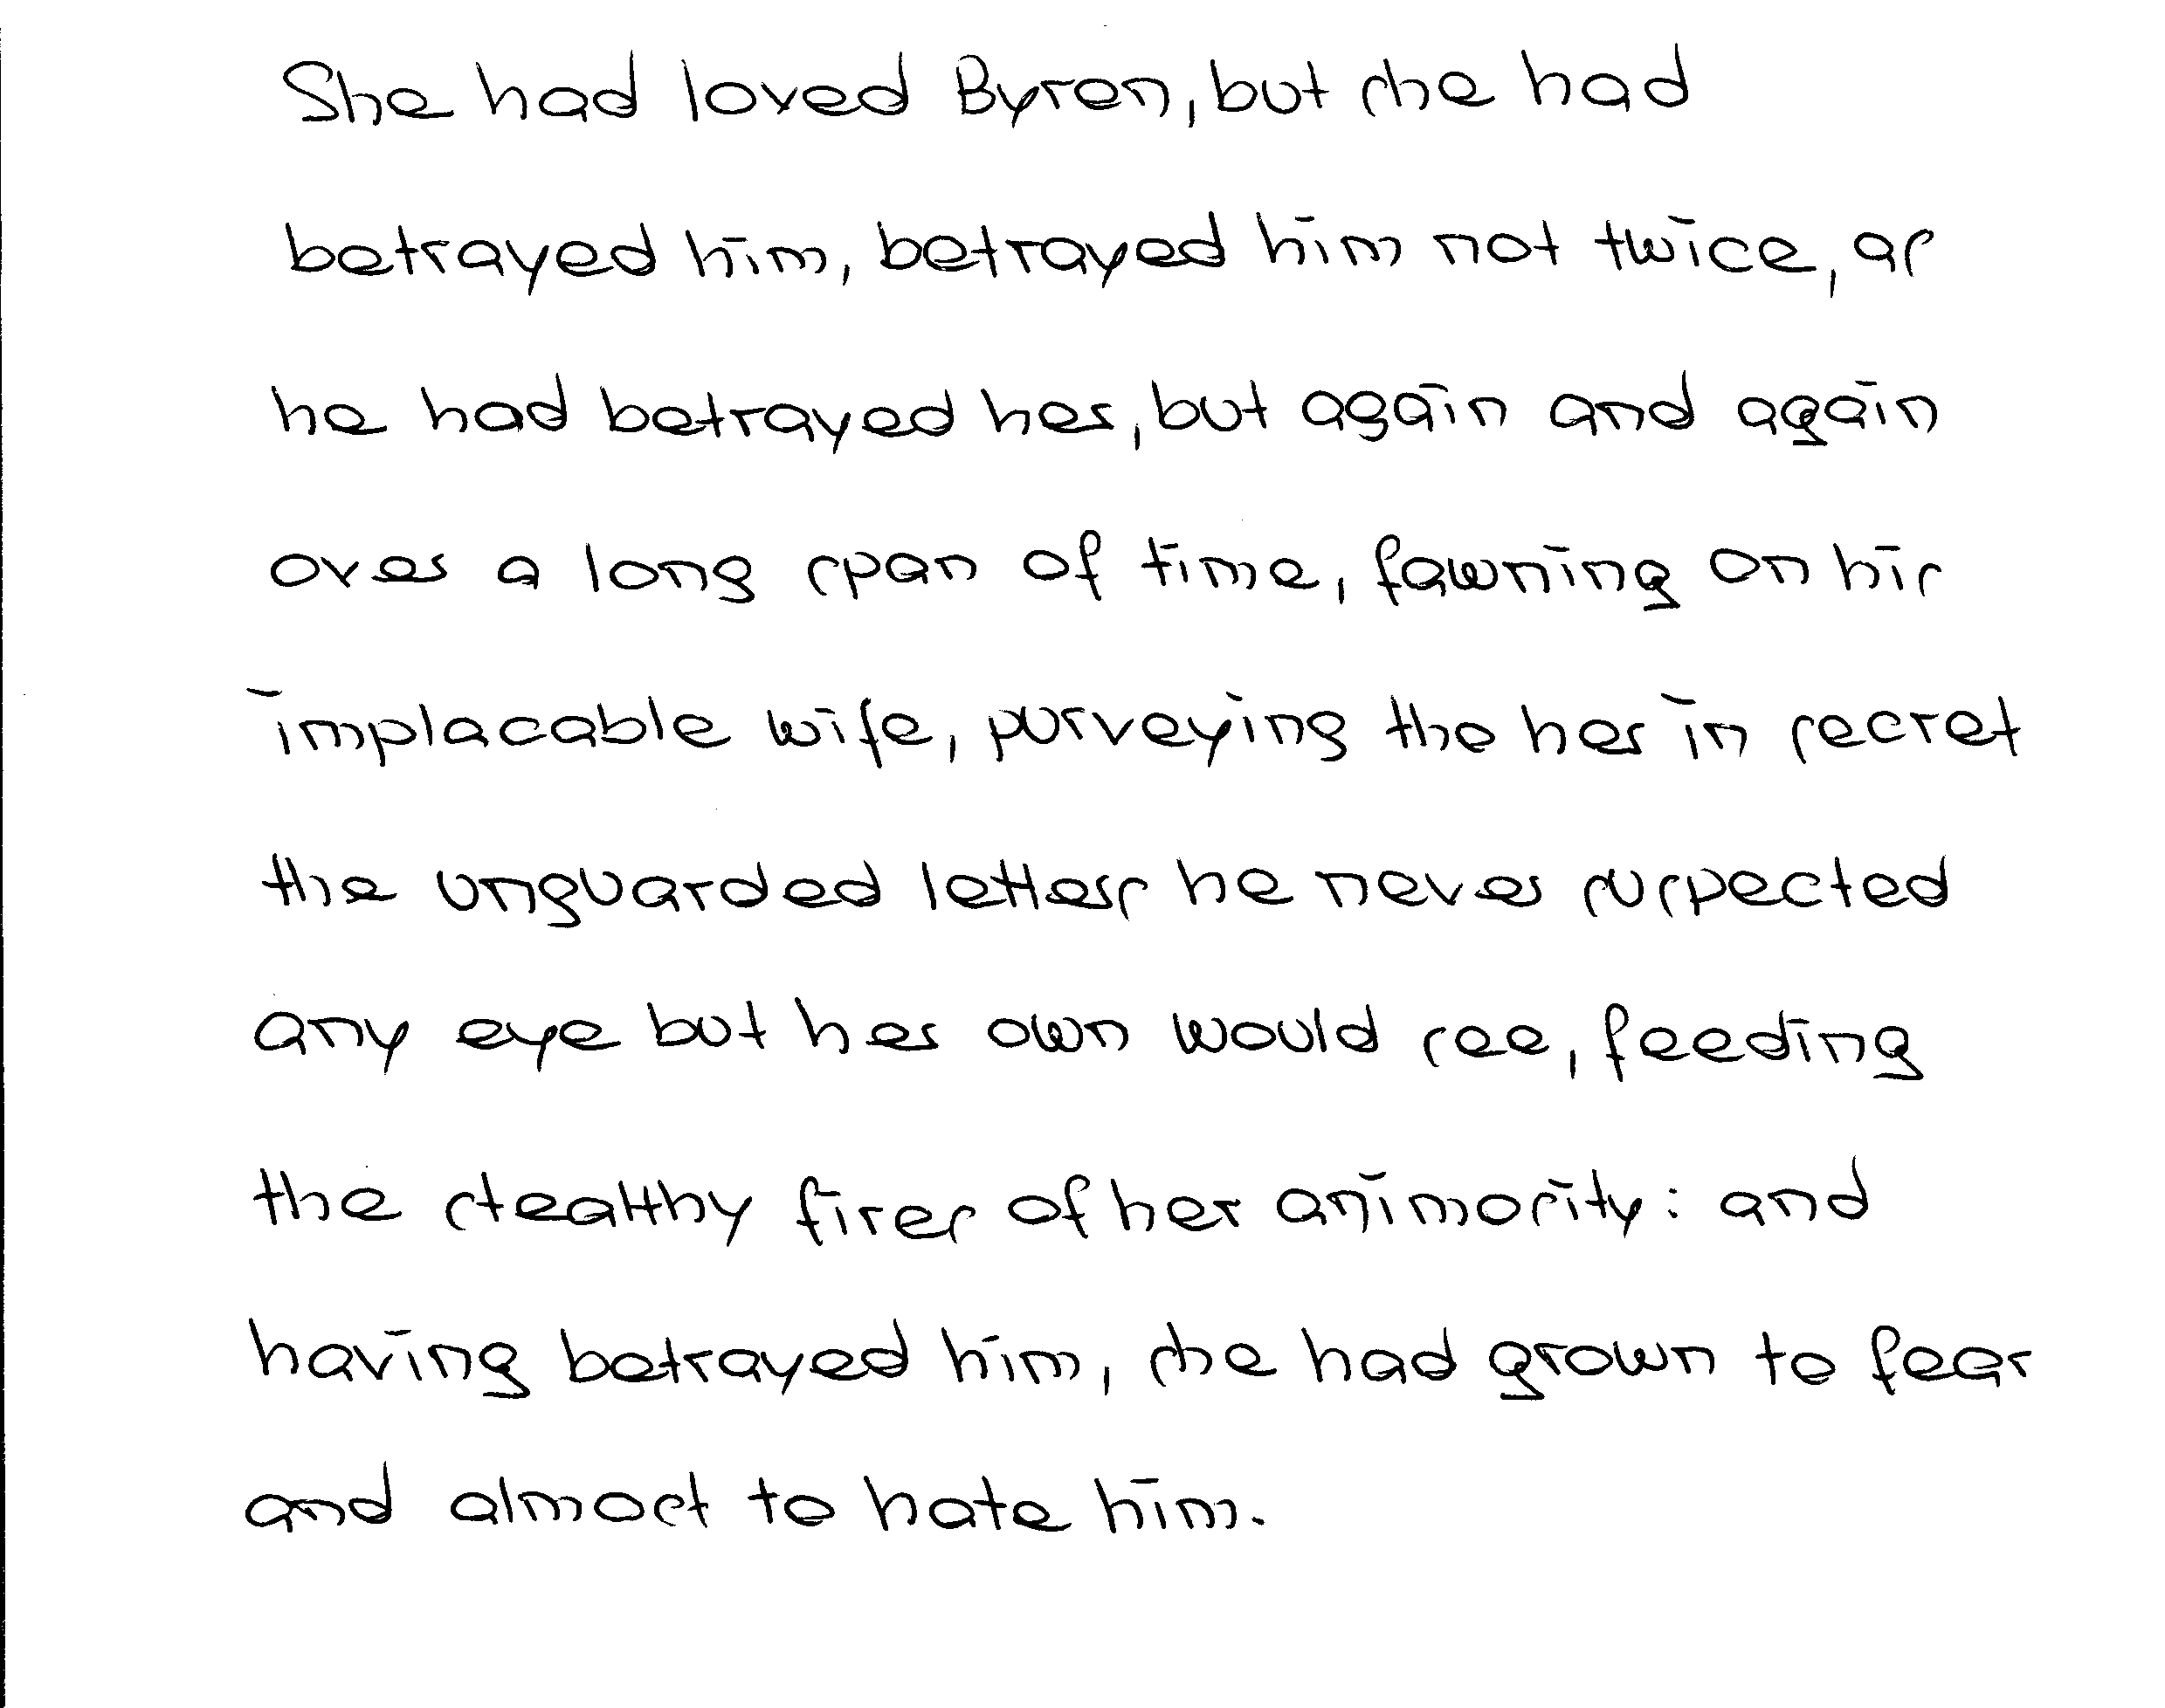 She had loved Byron, but she had
betrayed him, betrayed him not twice, as
he had betrayed her, but again and again
over a long span of time, fawning on his
implacable wife, purveying the her in secret
the unguarded letters he never suspected
any eye but her own would see, feeding
the stealthy fires of her animosity: and
having betrayed him, she had grown to fear
and almost to hate him.